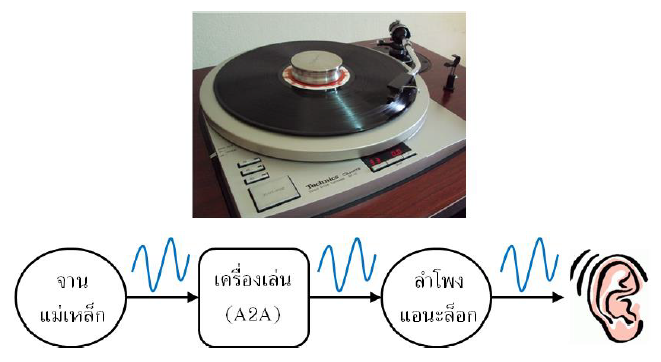 Technics
จาน
แม่เหล็ก
เครื่องเล่น
(A2A)
ลำโพง
แอนะล็อก